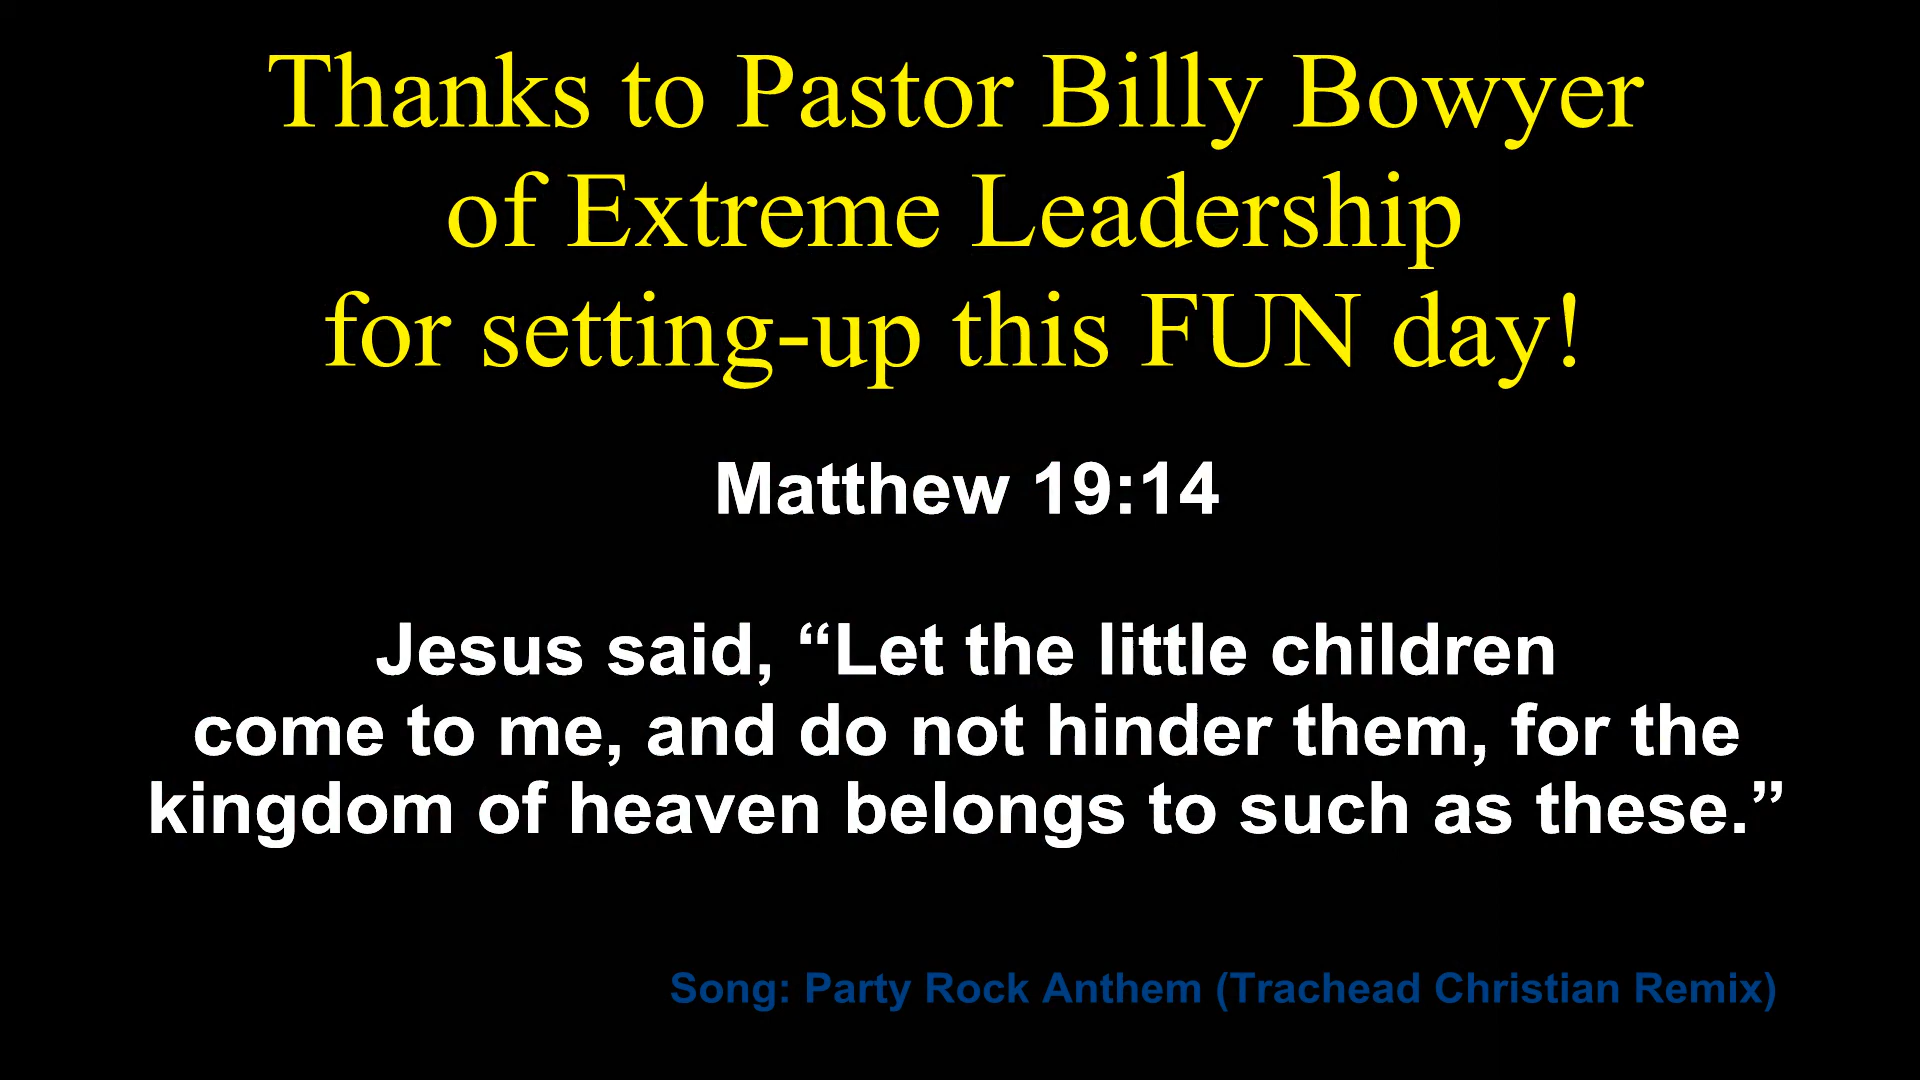 Thanks to Pastor Billy Bowyer
of Extreme Leadership
for setting-up this FUN day!
Matthew 19:14
Jesus said, “Let the little children
come to me, and do not hinder them, for the
kingdom of heaven belongs to such as these.”
Song: Party Rock Anthem (Trachead Christian Remix)